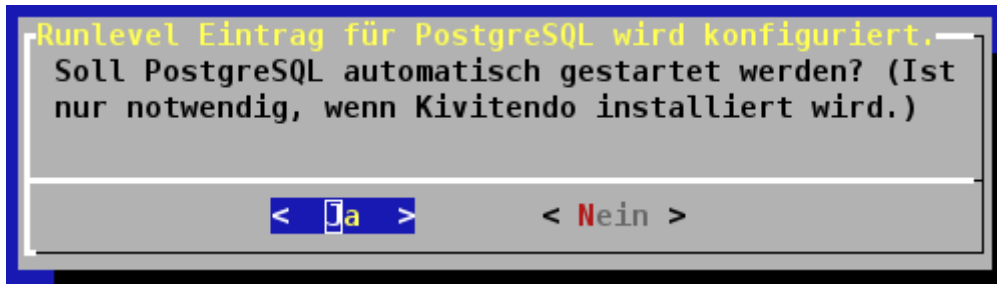 Runlevel Eintrag für PostgreSQL wird konfiguriert.
Soll PostgreSQL automatisch gestartet werden? (Ist
nur notwendig, wenn Kivitendo installiert wird.)
< Ja > < Nein >